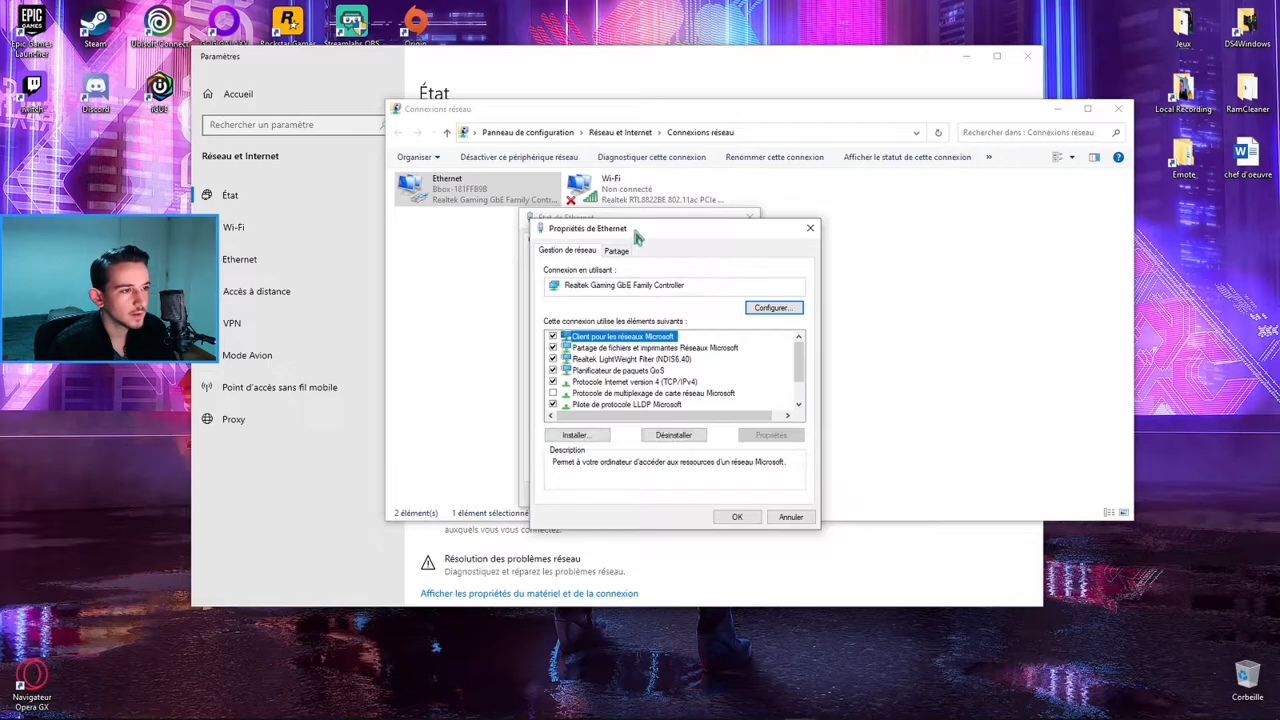 Epic Games
Launcher
Steam
Ubisoft Connect
Rockstar Games
Streamlabs OBS
Origin
Twitch
Discord
iCUE
Jeux
DS4Windows
Local Recording
RamCleaner
Emote
chef d'oeuvre
Navigateur
Opera GX
Corbeille
Paramètres
Accueil
Rechercher un paramètre
Réseau et Internet
État
Wi-Fi
Ethernet
Accès à distance
VPN
Mode Avion
Point d'accès sans fil mobile
Proxy
État
Connexions réseau
Panneau de configuration
Réseau et Internet
Connexions réseau
Rechercher dans : Connexions réseau
Organiser
Désactiver ce périphérique réseau
Diagnostiquer cette connexion
Renommer cette connexion
Afficher le statut de cette connexion
»
Ethernet
Bbox-181FFB9B
Realtek Gaming GbE Family Contr...
Wi-Fi
Non connecté
Realtek RTL8822BE 802.11ac PCIe ...
État de Ethernet
Propriétés de Ethernet
Gestion de réseau
Partage
Connexion en utilisant :
Realtek Gaming GbE Family Controller
Configurer...
Cette connexion utilise les éléments suivants :
Client pour les réseaux Microsoft
Partage de fichiers et imprimantes Réseaux Microsoft
Realtek LightWeight Filter (NDIS6.40)
Planificateur de paquets QoS
Protocole Internet version 4 (TCP/IPv4)
Protocole de multiplexage de carte réseau Microsoft
Pilote de protocole LLDP Microsoft
Installer...
Désinstaller
Propriétés
Description
Permet à votre ordinateur d'accéder aux ressources d'un réseau Microsoft.
OK
Annuler
2 élément(s)
1 élément sélectionné
auxquels vous vous connectez.
Résolution des problèmes réseau
Diagnostiquez et réparez les problèmes réseau.
Afficher les propriétés du matériel et de la connexion